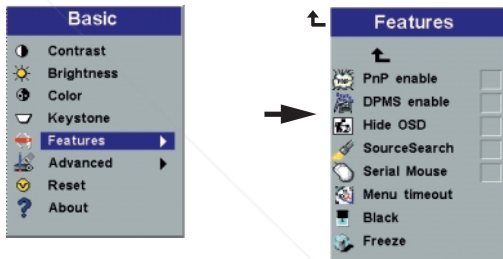 Basic
Contrast
Brightness
Color
Keystone
Features
Advanced
Reset
About
Features
PnP enable
DPMS enable
Hide OSD
SourceSearch
Serial Mouse
Menu timeout
Black
Freeze